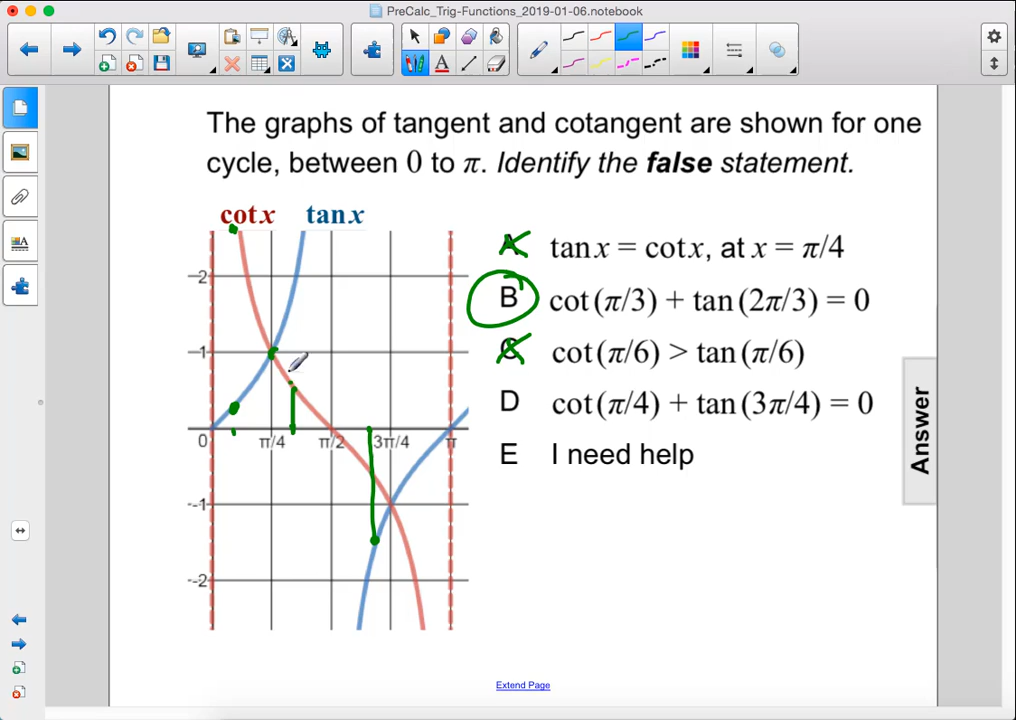 PreCalc_Trig-Functions_2019-01-06.notebook
The graphs of tangent and cotangent are shown for one
cycle, between 0 to π. Identify the false statement.
cot x tan x
2
1
0 π/4 π/2 3π/4 π
-1
-2
A tan x = cot x, at x = π/4
B cot (π/3) + tan (2π/3) = 0
C cot (π/6) > tan (π/6)
D cot (π/4) + tan (3π/4) = 0
E I need help
Answer
Extend Page